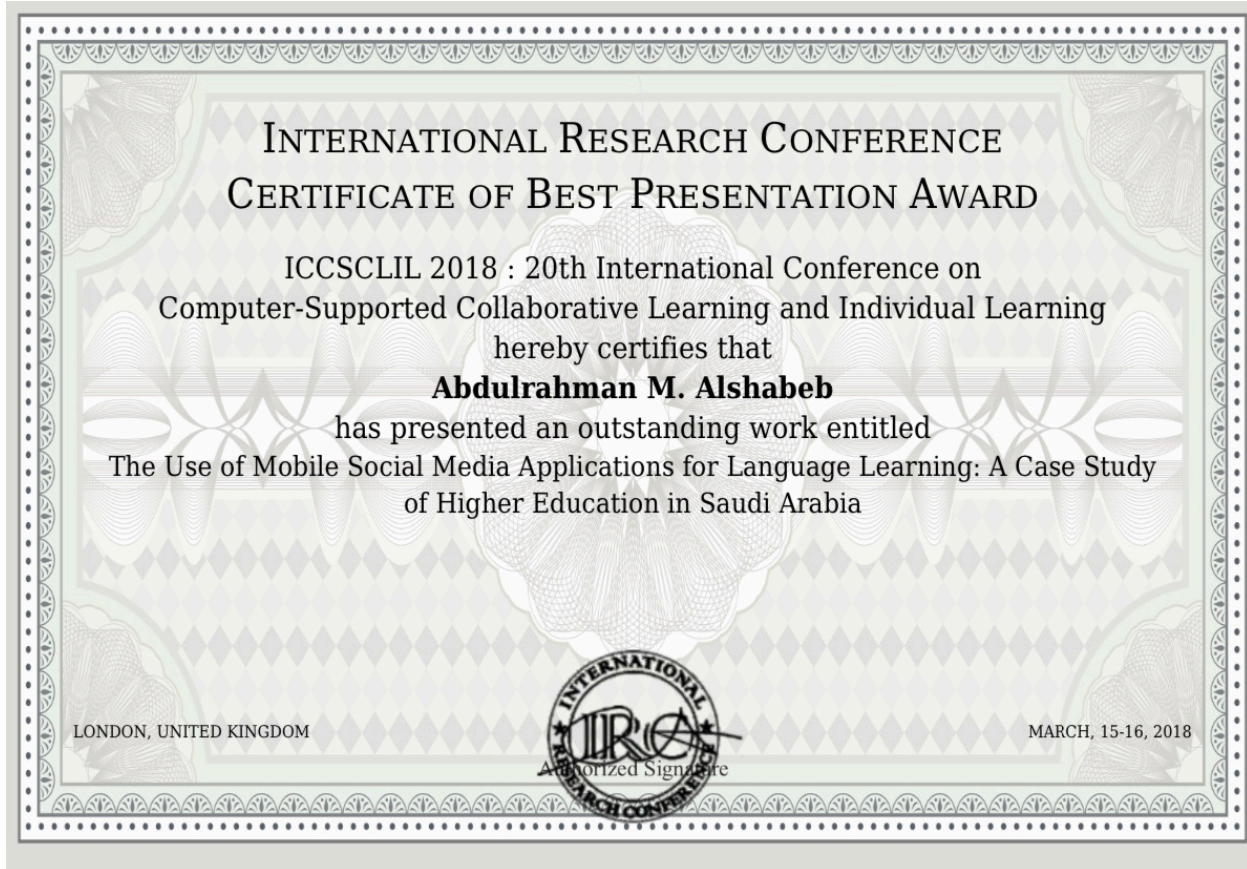 INTERNATIONAL RESEARCH CONFERENCE
CERTIFICATE OF BEST PRESENTATION AWARD
ICCSCLIL 2018 : 20th International Conference on
Computer-Supported Collaborative Learning and Individual Learning
hereby certifies that
Abdulrahman M. Alshabeb
has presented an outstanding work entitled
The Use of Mobile Social Media Applications for Language Learning: A Case Study
of Higher Education in Saudi Arabia
INTERNATIONAL
IRC
RESEARCH CONFERENCE
LONDON, UNITED KINGDOM
MARCH, 15-16, 2018
Authorized Signature